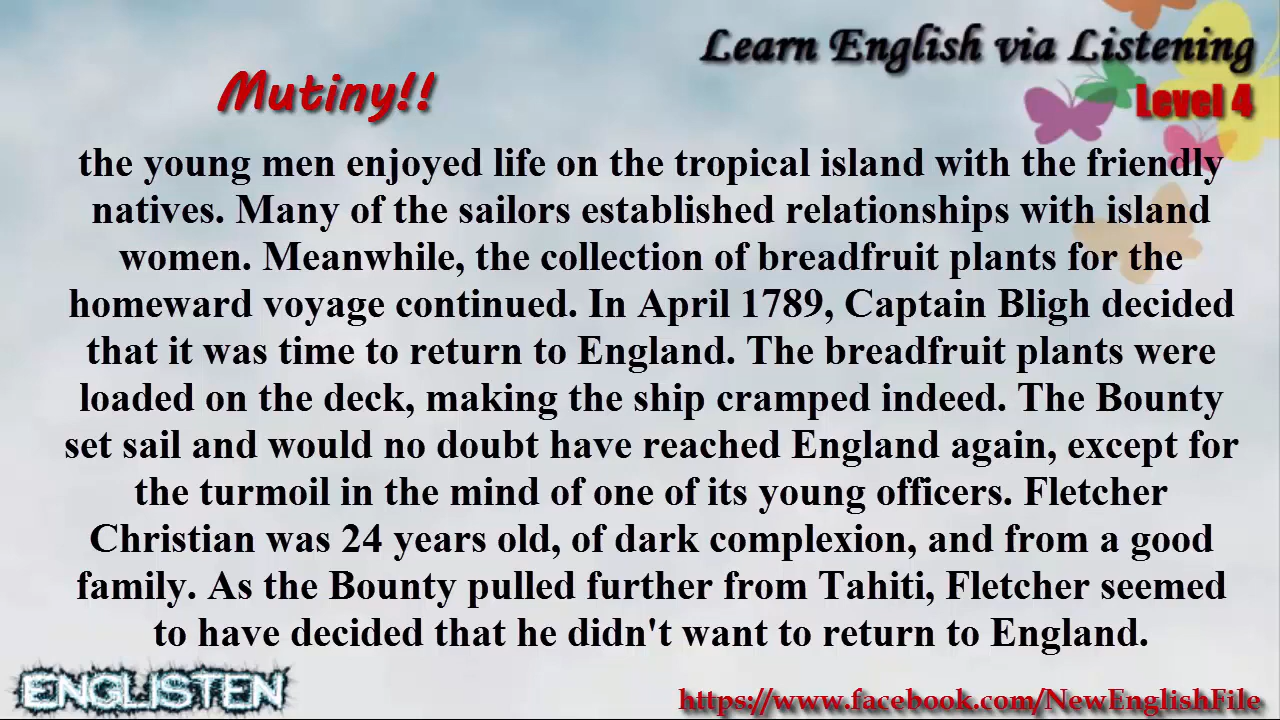 Learn English via Listening
Mutiny!!
Level 4
the young men enjoyed life on the tropical island with the friendly
natives. Many of the sailors established relationships with island
women. Meanwhile, the collection of breadfruit plants for the
homeward voyage continued. In April 1789, Captain Bligh decided
that it was time to return to England. The breadfruit plants were
loaded on the deck, making the ship cramped indeed. The Bounty
set sail and would no doubt have reached England again, except for
the turmoil in the mind of one of its young officers. Fletcher
Christian was 24 years old, of dark complexion, and from a good
family. As the Bounty pulled further from Tahiti, Fletcher seemed
to have decided that he didn't want to return to England.
ENGLISTEN
https://www.facebook.com/NewEnglishFile